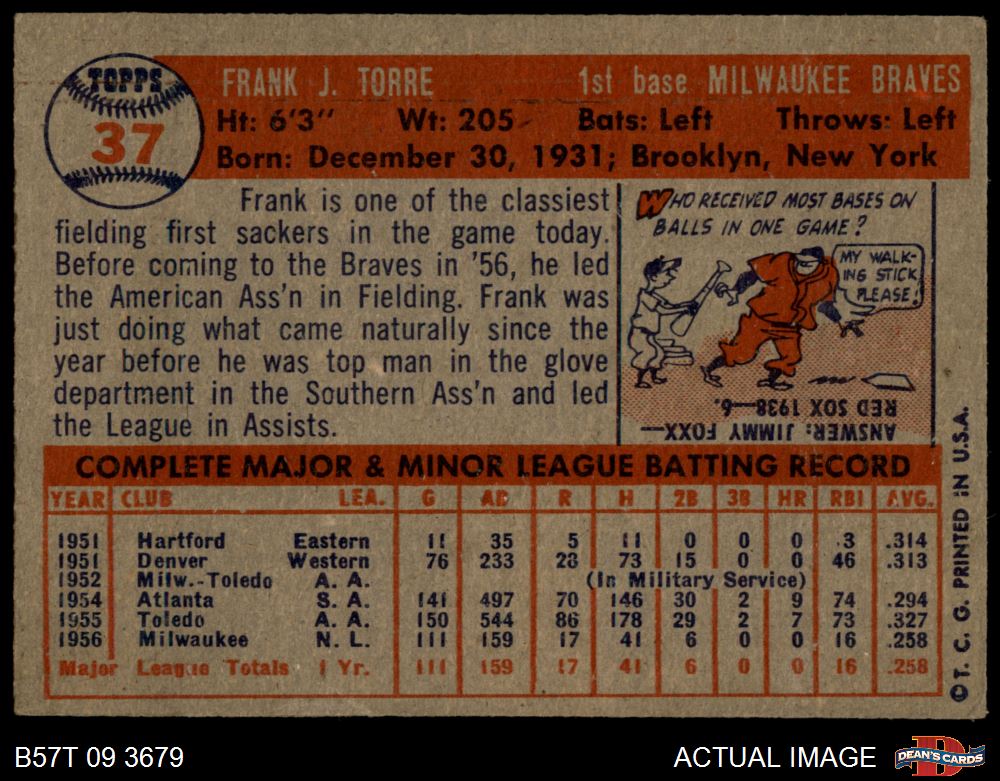 TOPPS
37
FRANK J. TORRE 1st base MILWAUKEE BRAVES
Ht: 6'3" Wt: 205 Bats: Left Throws: Left
Born: December 30, 1931; Brooklyn, New York
Frank is one of the classiest
fielding first sackers in the game today.
Before coming to the Braves in '56, he led
the American Ass'n in Fielding. Frank was
just doing what came naturally since the
year before he was top man in the glove
department in the Southern Ass'n and led
the League in Assists.
WHO RECEIVED MOST BASES ON
BALLS IN ONE GAME?
MY WALK-
ING STICK
PLEASE!
ANSWER: JIMMY FOXX—
RED SOX 1938—6.
COMPLETE MAJOR & MINOR LEAGUE BATTING RECORD
YEAR CLUB LEA. G AB R H 2B 3B HR RBI AVG.
1951 Hartford Eastern 11 35 5 11 0 0 0 3 .314
1951 Denver Western 76 233 23 73 15 0 0 46 .313
1952 Milw.-Toledo A. A. (In Military Service)
1954 Atlanta S. A. 141 497 70 146 30 2 9 74 .294
1955 Toledo A. A. 150 544 86 178 29 2 7 73 .327
1956 Milwaukee N. L. 111 159 17 41 6 0 0 16 .258
Major League Totals 1 Yr. 111 159 17 41 6 0 0 16 .258
© T. C. G. PRINTED IN U.S.A.
B57T 09 3679 ACTUAL IMAGE
DEAN'S CARDS